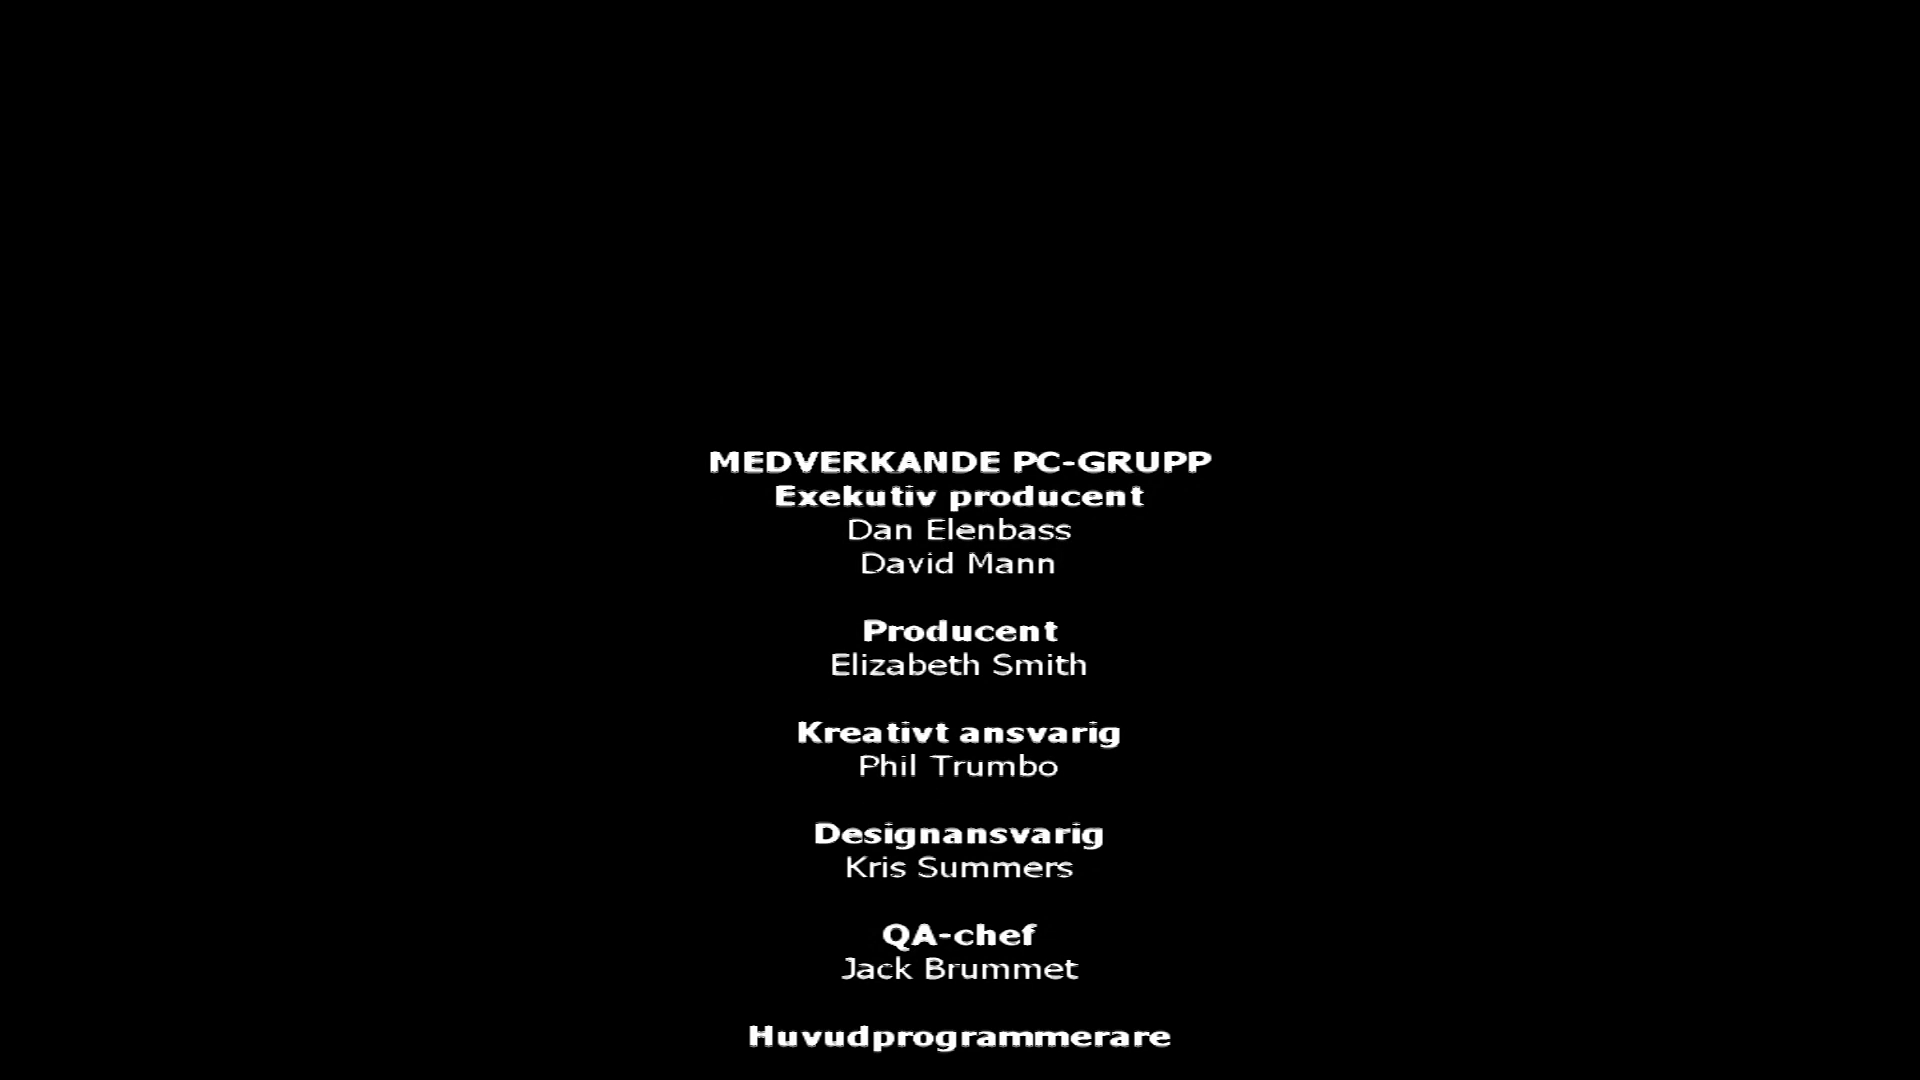 MEDVERKANDE PC-GRUPP
Exekutiv producent
Dan Elenbass
David Mann
Producent
Elizabeth Smith
Kreativt ansvarig
Phil Trumbo
Designansvarig
Kris Summers
QA-chef
Jack Brummet
Huvudprogrammerare